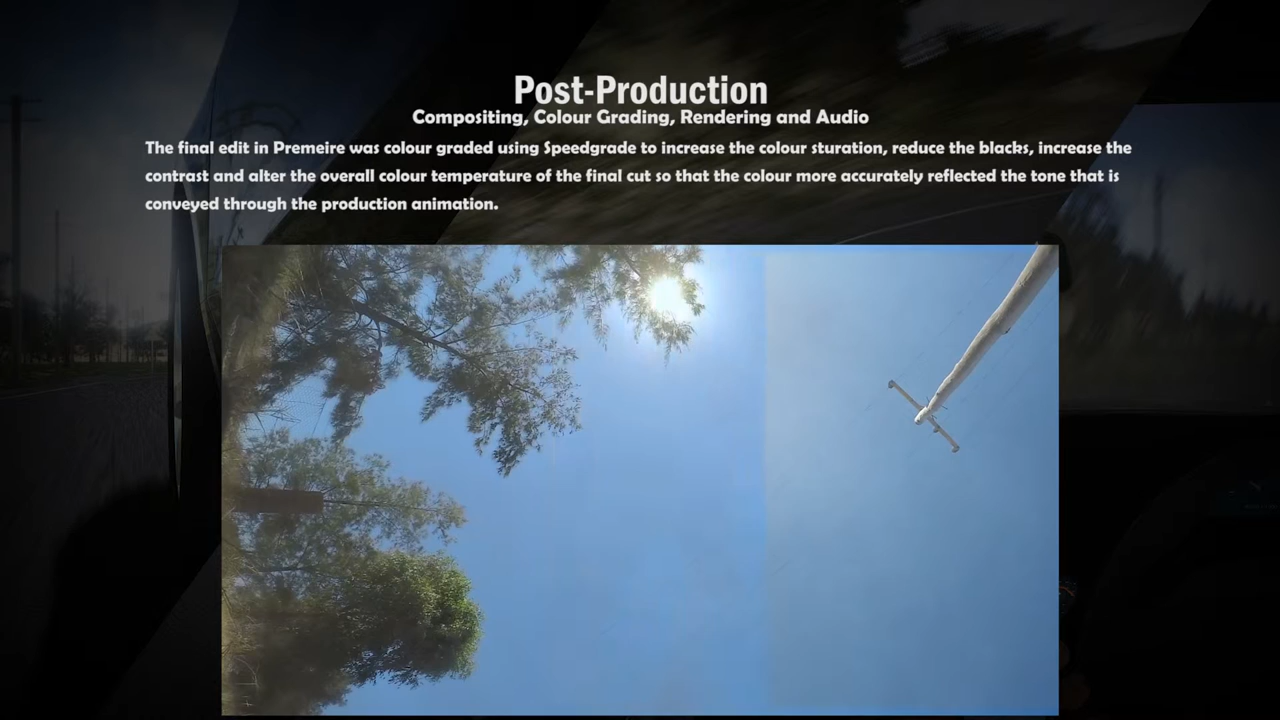 Post-Production
Compositing, Colour Grading, Rendering and Audio
The final edit in Premeire was colour graded using Speedgrade to increase the colour sturation, reduce the blacks, increase the
contrast and alter the overall colour temperature of the final cut so that the colour more accurately reflected the tone that is
conveyed through the production animation.